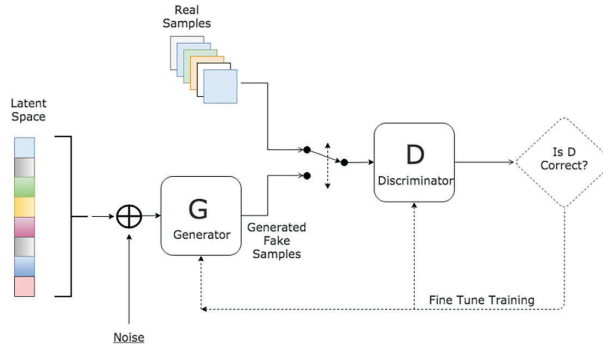 Real
Samples
Latent
Space
D
Discriminator
Is D
Correct?
G
Generator
Generated
Fake
Samples
Fine Tune Training
Noise